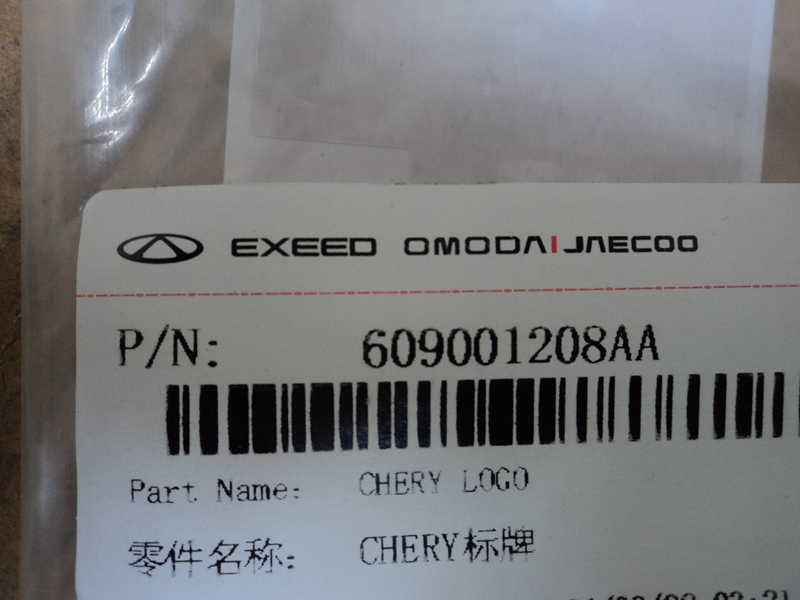 EXEED OMODA|JAECOO
P/N: 609001208AA
Part Name: CHERY LOGO
零件名称: CHERY标牌